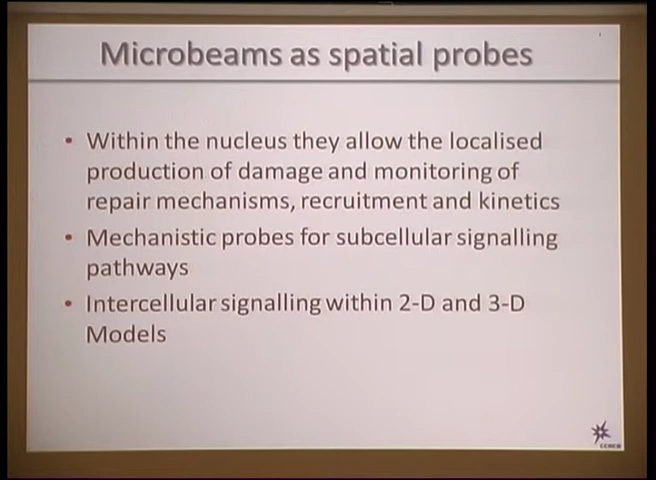 Microbeams as spatial probes
• Within the nucleus they allow the localised
production of damage and monitoring of
repair mechanisms, recruitment and kinetics
• Mechanistic probes for subcellular signalling
pathways
• Intercellular signalling within 2-D and 3-D
Models